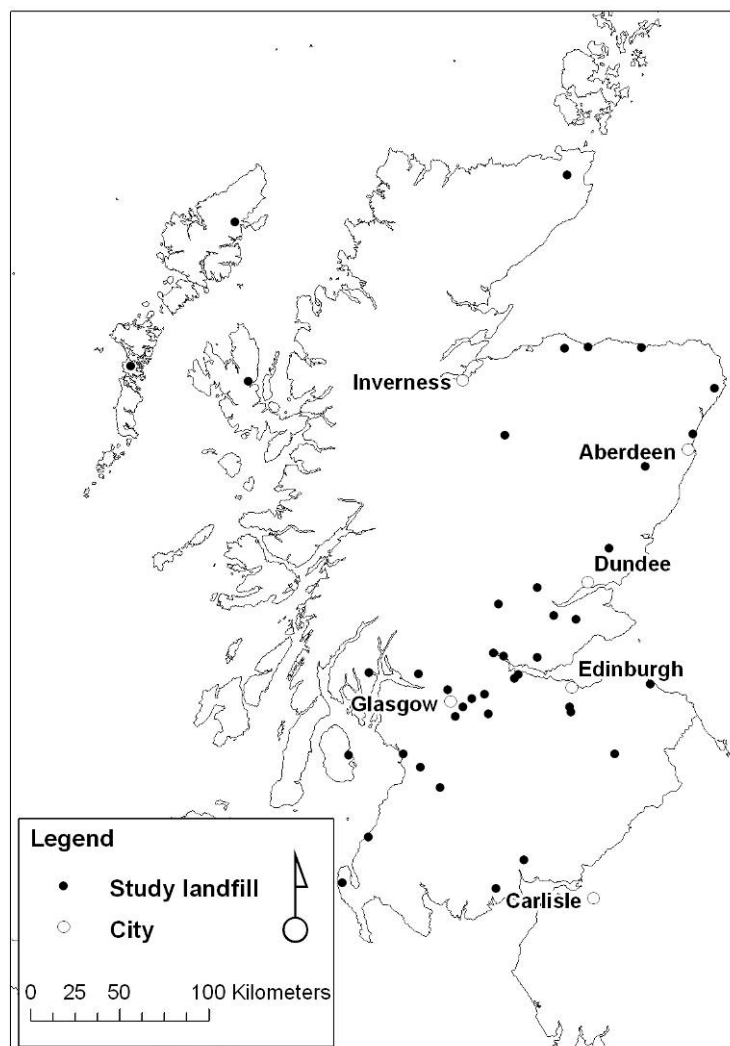 Inverness
Aberdeen
Dundee
Edinburgh
Glasgow
Carlisle
Legend
Study landfill
City
0 25 50 100 Kilometers